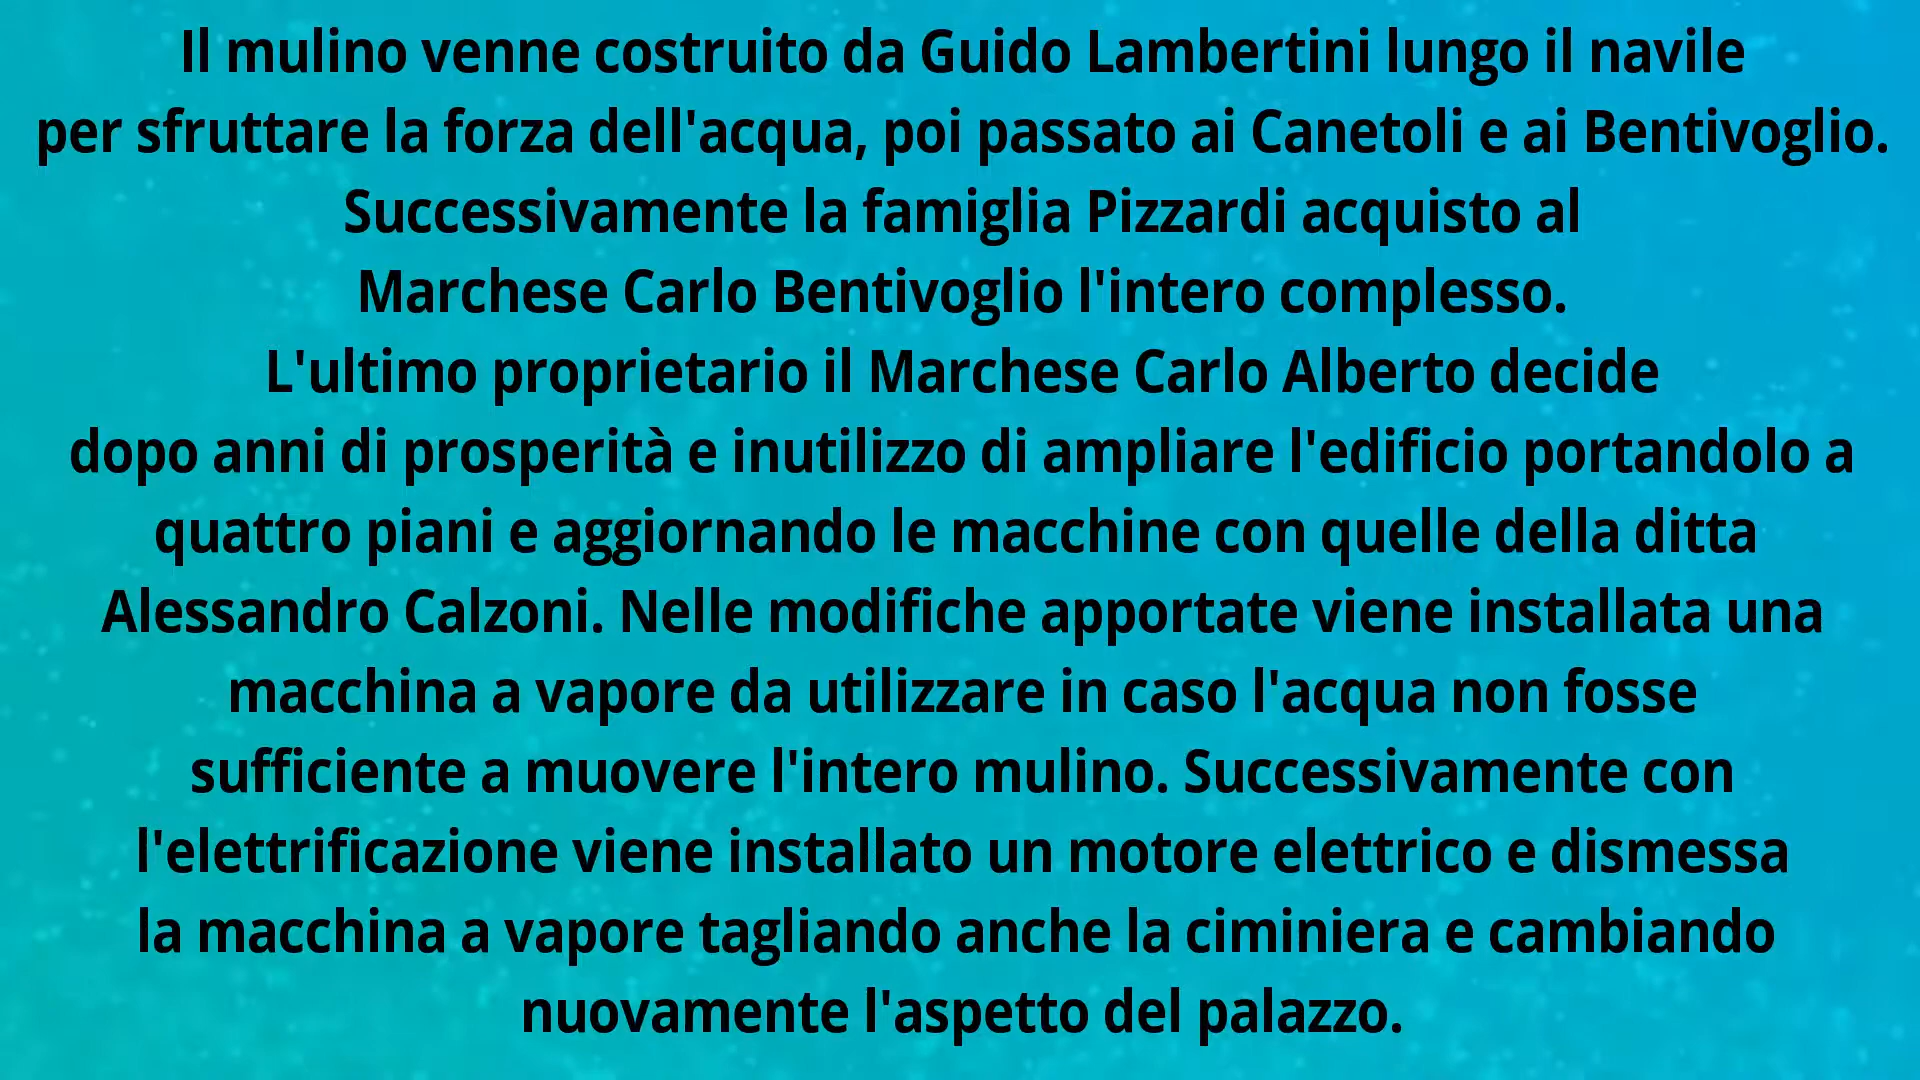 Il mulino venne costruito da Guido Lambertini lungo il navile
per sfruttare la forza dell'acqua, poi passato ai Canetoli e ai Bentivoglio.
Successivamente la famiglia Pizzardi acquisto al
Marchese Carlo Bentivoglio l'intero complesso.
L'ultimo proprietario il Marchese Carlo Alberto decide
dopo anni di prosperità e inutilizzo di ampliare l'edificio portandolo a
quattro piani e aggiornando le macchine con quelle della ditta
Alessandro Calzoni. Nelle modifiche apportate viene installata una
macchina a vapore da utilizzare in caso l'acqua non fosse
sufficiente a muovere l'intero mulino. Successivamente con
l'elettrificazione viene installato un motore elettrico e dismessa
la macchina a vapore tagliando anche la ciminiera e cambiando
nuovamente l'aspetto del palazzo.